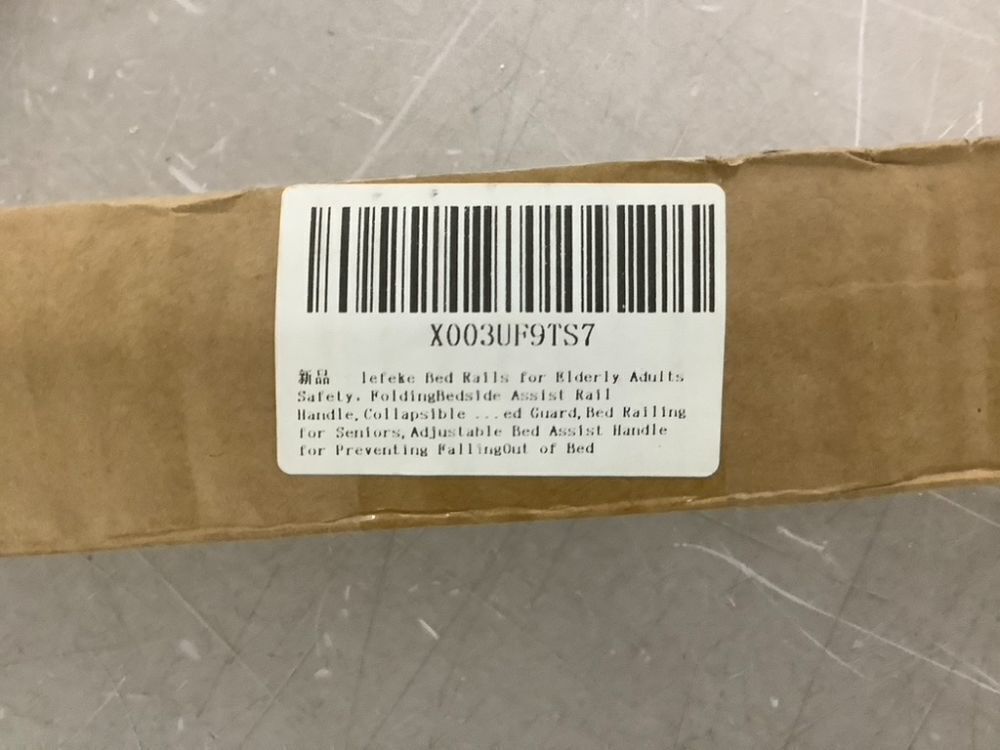 X003UF9TS7
新品 lefeke Bed Rails for Elderly Adults
Safety, FoldingBedside Assist Rail
Handle,Collapsible ...ed Guard,Bed Railing
for Seniors,Adjustable Bed Assist Handle
for Preventing FallingOut of Bed